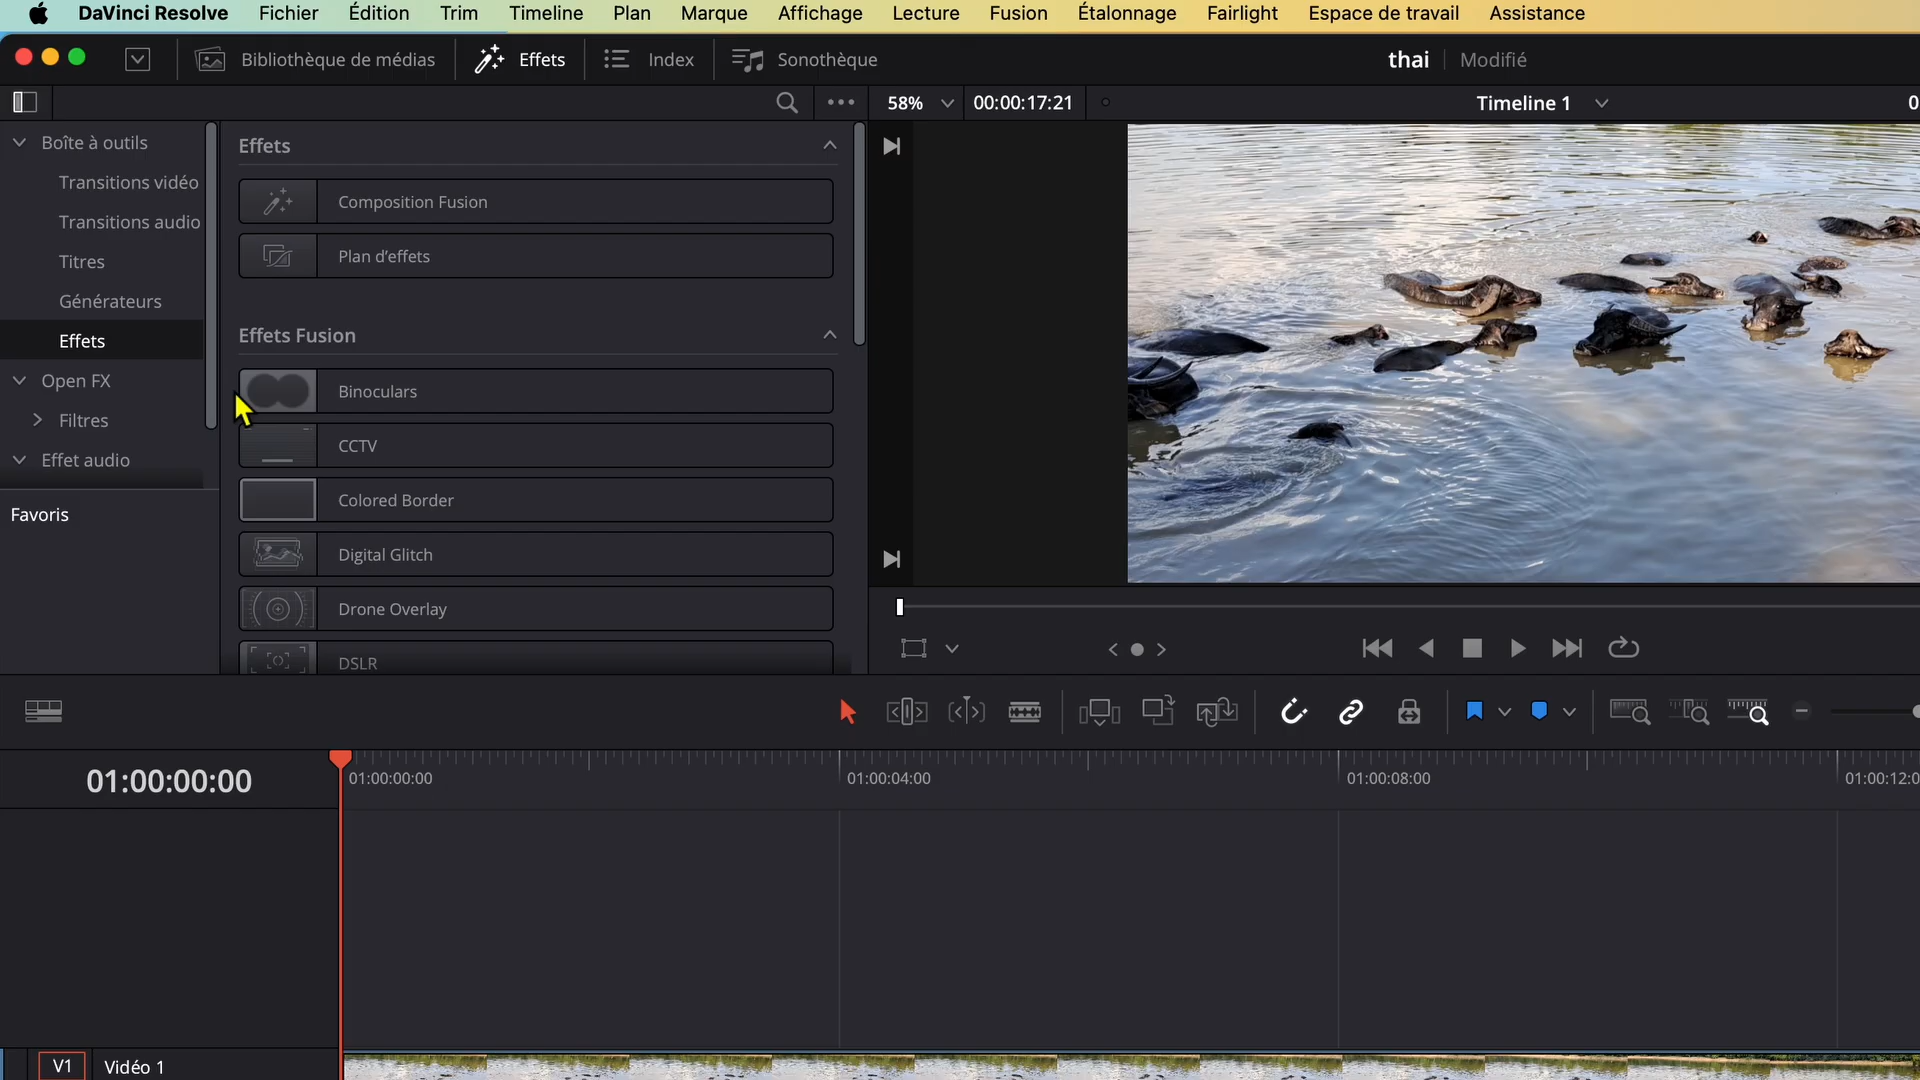 DaVinci Resolve Fichier Édition Trim Timeline Plan Marque Affichage Lecture Fusion Étalonnage Fairlight Espace de travail Assistance
Bibliothèque de médias Effets Index Sonothèque thai Modifié
58% 00:00:17:21 Timeline 1 0
Boîte à outils
Transitions vidéo
Transitions audio
Titres
Générateurs
Effets
Open FX
Filtres
Effet audio
Favoris
Effets
Composition Fusion
Plan d’effets
Effets Fusion
Binoculars
CCTV
Colored Border
Digital Glitch
Drone Overlay
DSLR
01:00:00:00 01:00:00:00 01:00:04:00 01:00:08:00 01:00:12:0
V1 Vidéo 1